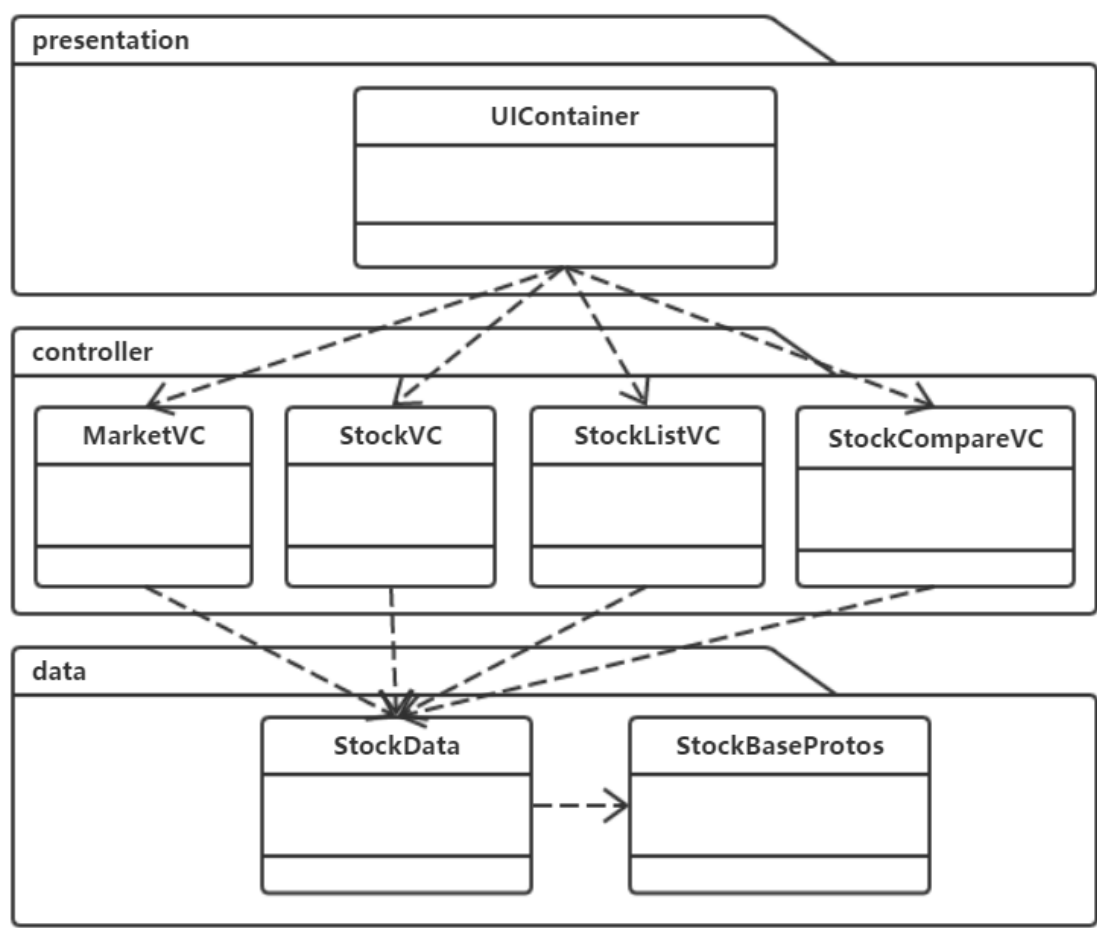 presentation
UIContainer
controller
MarketVC
StockVC
StockListVC
StockCompareVC
data
StockData
StockBaseProtos